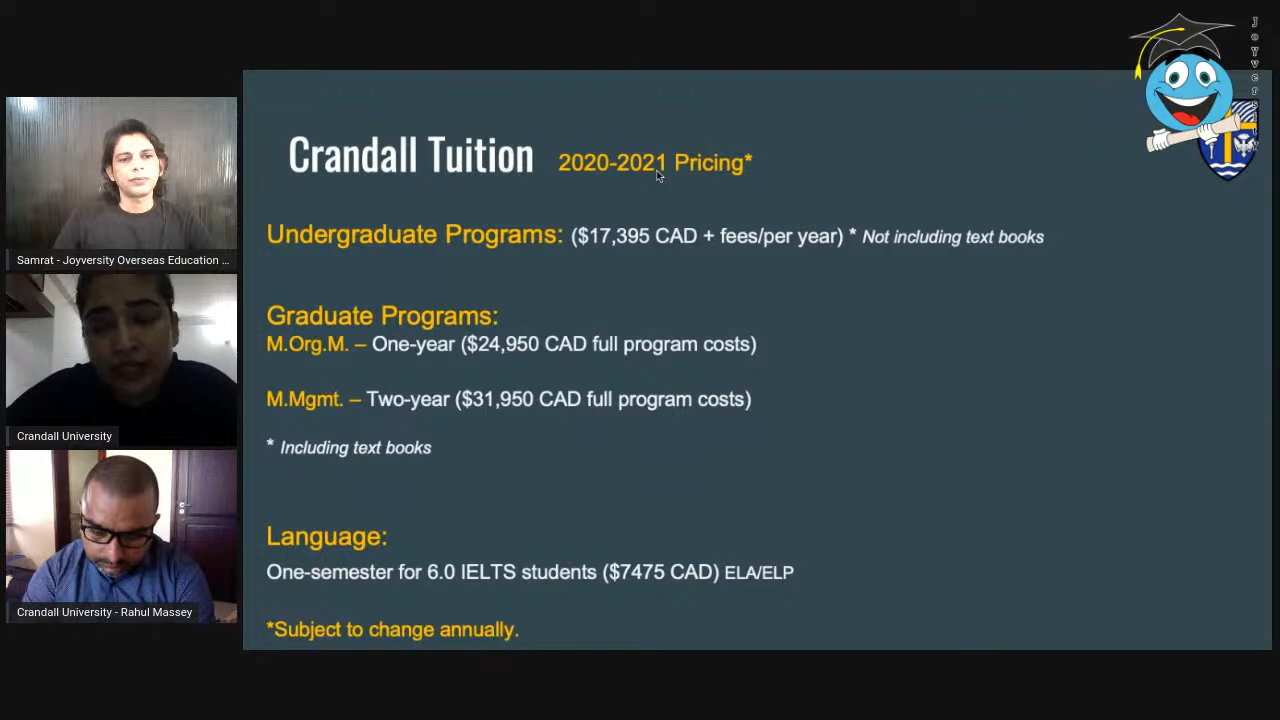 Crandall Tuition 2020-2021 Pricing*
Undergraduate Programs: ($17,395 CAD + fees/per year) * Not including text books
Graduate Programs:
M.Org.M. – One-year ($24,950 CAD full program costs)
M.Mgmt. – Two-year ($31,950 CAD full program costs)
* Including text books
Language:
One-semester for 6.0 IELTS students ($7475 CAD) ELA/ELP
*Subject to change annually.
Samrat - Joyversity Overseas Education ...
Crandall University
Crandall University - Rahul Massey
Joyversity